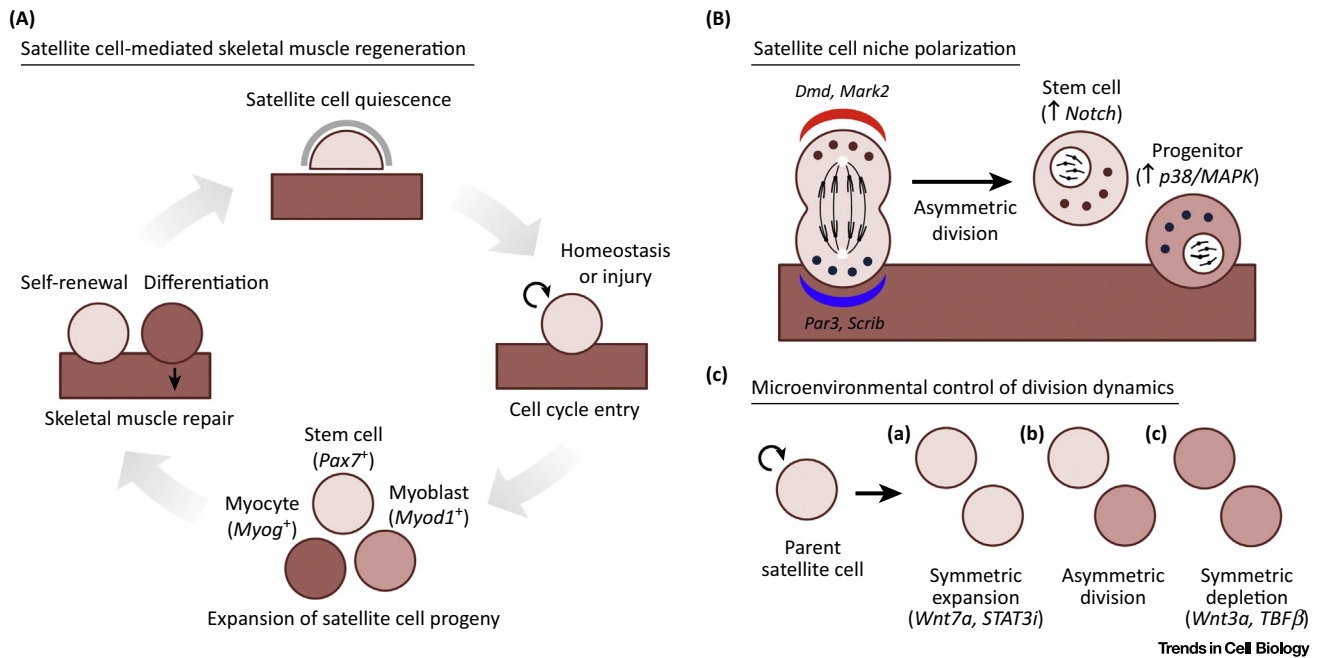 (A)
Satellite cell-mediated skeletal muscle regeneration
Satellite cell quiescence
Homeostasis
or injury
Cell cycle entry
Stem cell
(Pax7⁺)
Myoblast
(Myod1⁺)
Myocyte
(Myog⁺)
Expansion of satellite cell progeny
Self-renewal
Differentiation
Skeletal muscle repair
(B)
Satellite cell niche polarization
Dmd, Mark2
Par3, Scrib
Asymmetric
division
Stem cell
(↑ Notch)
Progenitor
(↑ p38/MAPK)
(c)
Microenvironmental control of division dynamics
Parent
satellite cell
(a)
Symmetric
expansion
(Wnt7a, STAT3i)
(b)
Asymmetric
division
(c)
Symmetric
depletion
(Wnt3a, TBFβ)
Trends in Cell Biology